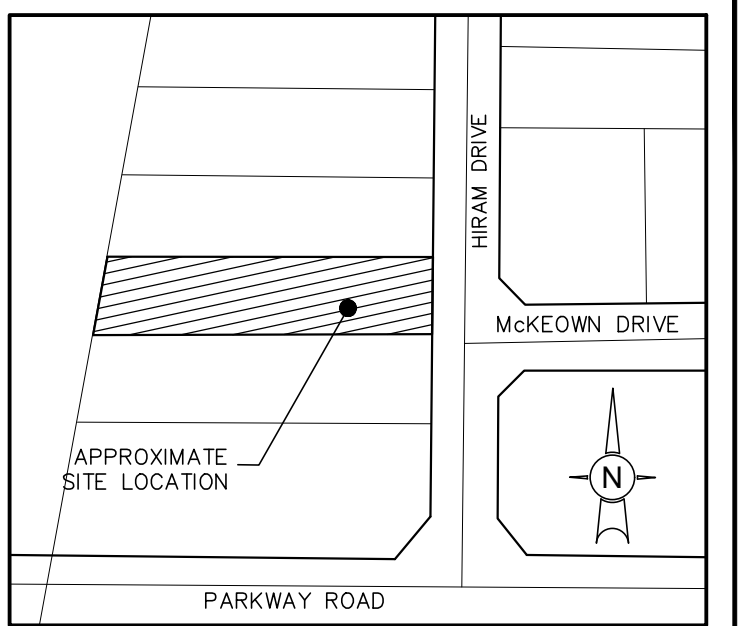 HIRAM DRIVE
McKEOWN DRIVE
APPROXIMATE
SITE LOCATION
N
PARKWAY ROAD